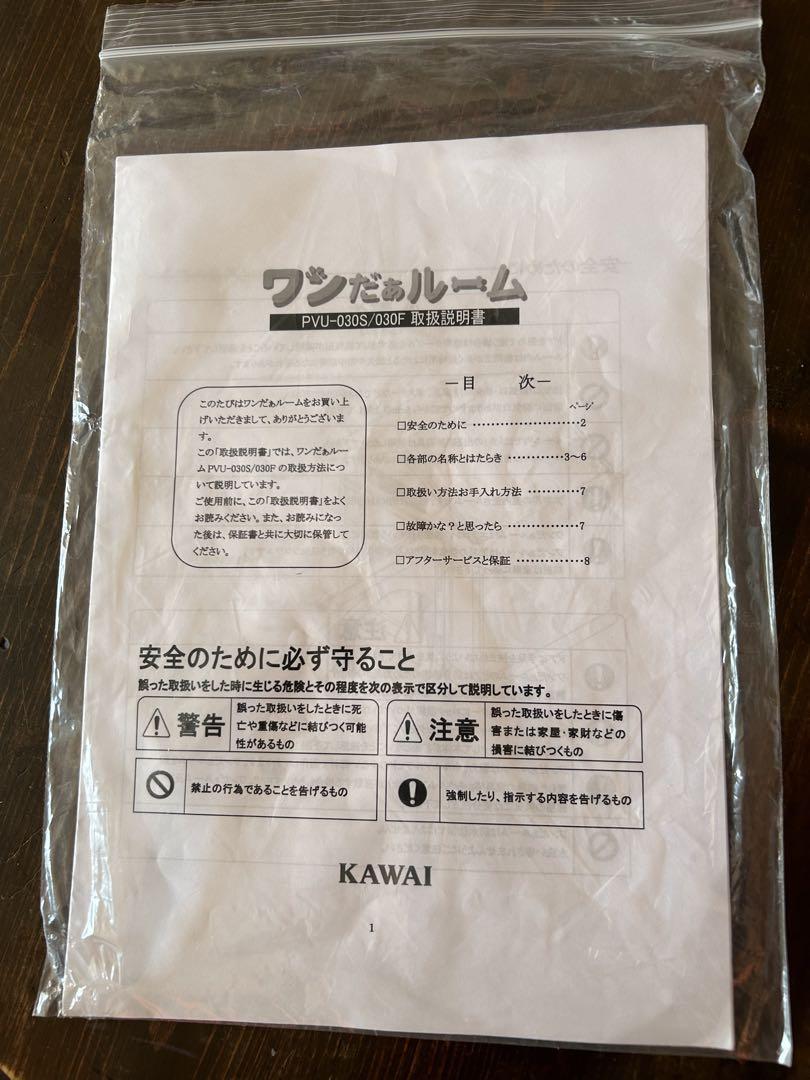 ワンだぁルーム
PVU-030S/030F 取扱説明書
このたびはワンだぁルームをお買い上
げいただきまして、ありがとうございま
す。
この「取扱説明書」では、ワンだぁルー
ムPVU-030S/030Fの取扱方法につ
いて説明しています。
ご使用前に、この「取扱説明書」をよく
お読みください。また、お読みになっ
た後は、保証書と共に大切に保管して
ください。
－目　次－
ページ
□安全のために ･･････････････････････2
□各部の名称とはたらき ････････････3～6
□取扱い方法お手入れ方法 ･･･････････7
□故障かな？と思ったら ･･･････････････7
□アフターサービスと保証 ･･････････････8
安全のために必ず守ること
誤った取扱いをした時に生じる危険とその程度を次の表示で区分して説明しています。
警告
誤った取扱いをしたときに死
亡や重傷などに結びつく可能
性があるもの
注意
誤った取扱いをしたときに傷
害または家屋・家財などの
損害に結びつくもの
禁止の行為であることを告げるもの
強制したり、指示する内容を告げるもの
KAWAI
1